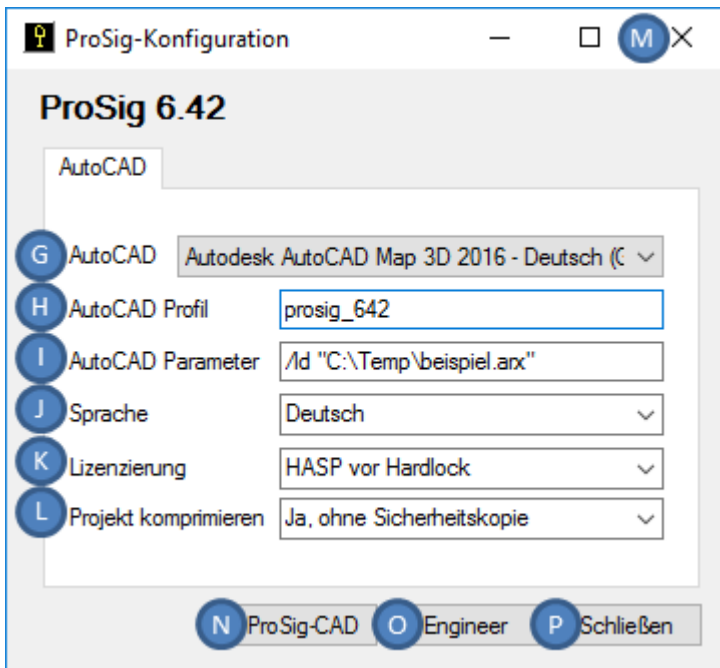 ProSig-Konfiguration M
ProSig 6.42
AutoCAD
G AutoCAD Autodesk AutoCAD Map 3D 2016 - Deutsch (
H AutoCAD Profil prosig_642
I AutoCAD Parameter /ld "C:\Temp\beispiel.arx"
J Sprache Deutsch
K Lizenzierung HASP vor Hardlock
L Projekt komprimieren Ja, ohne Sicherheitskopie
N ProSig-CAD O Engineer P Schließen